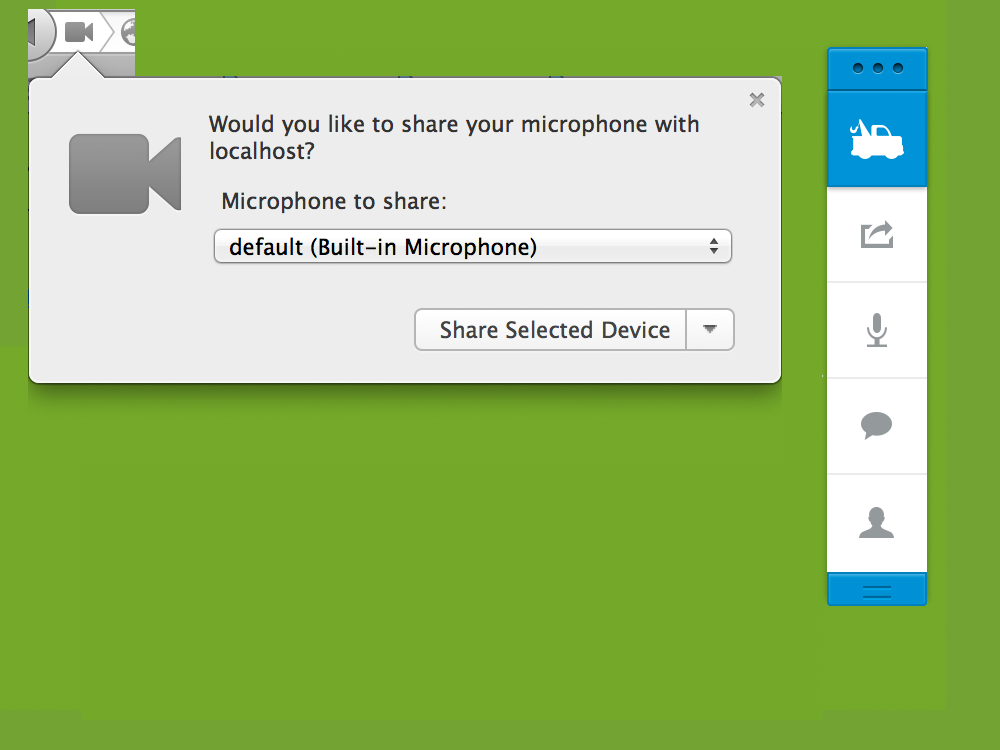 Would you like to share your microphone with
localhost?
Microphone to share:
default (Built-in Microphone)
Share Selected Device